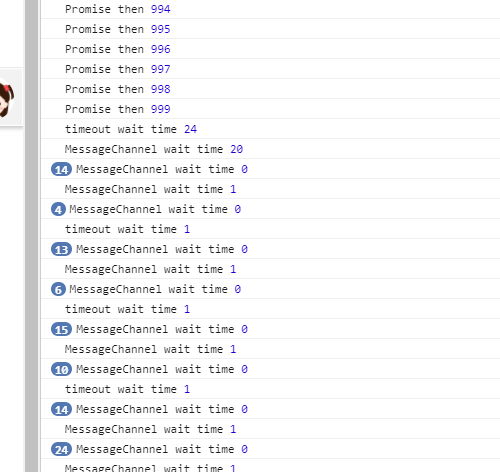 Promise then 994
Promise then 995
Promise then 996
Promise then 997
Promise then 998
Promise then 999
timeout wait time 24
MessageChannel wait time 20
14 MessageChannel wait time 0
MessageChannel wait time 1
4 MessageChannel wait time 0
timeout wait time 1
13 MessageChannel wait time 0
MessageChannel wait time 1
6 MessageChannel wait time 0
timeout wait time 1
15 MessageChannel wait time 0
MessageChannel wait time 1
10 MessageChannel wait time 0
timeout wait time 1
14 MessageChannel wait time 0
MessageChannel wait time 1
24 MessageChannel wait time 0
MessageChannel wait time 1